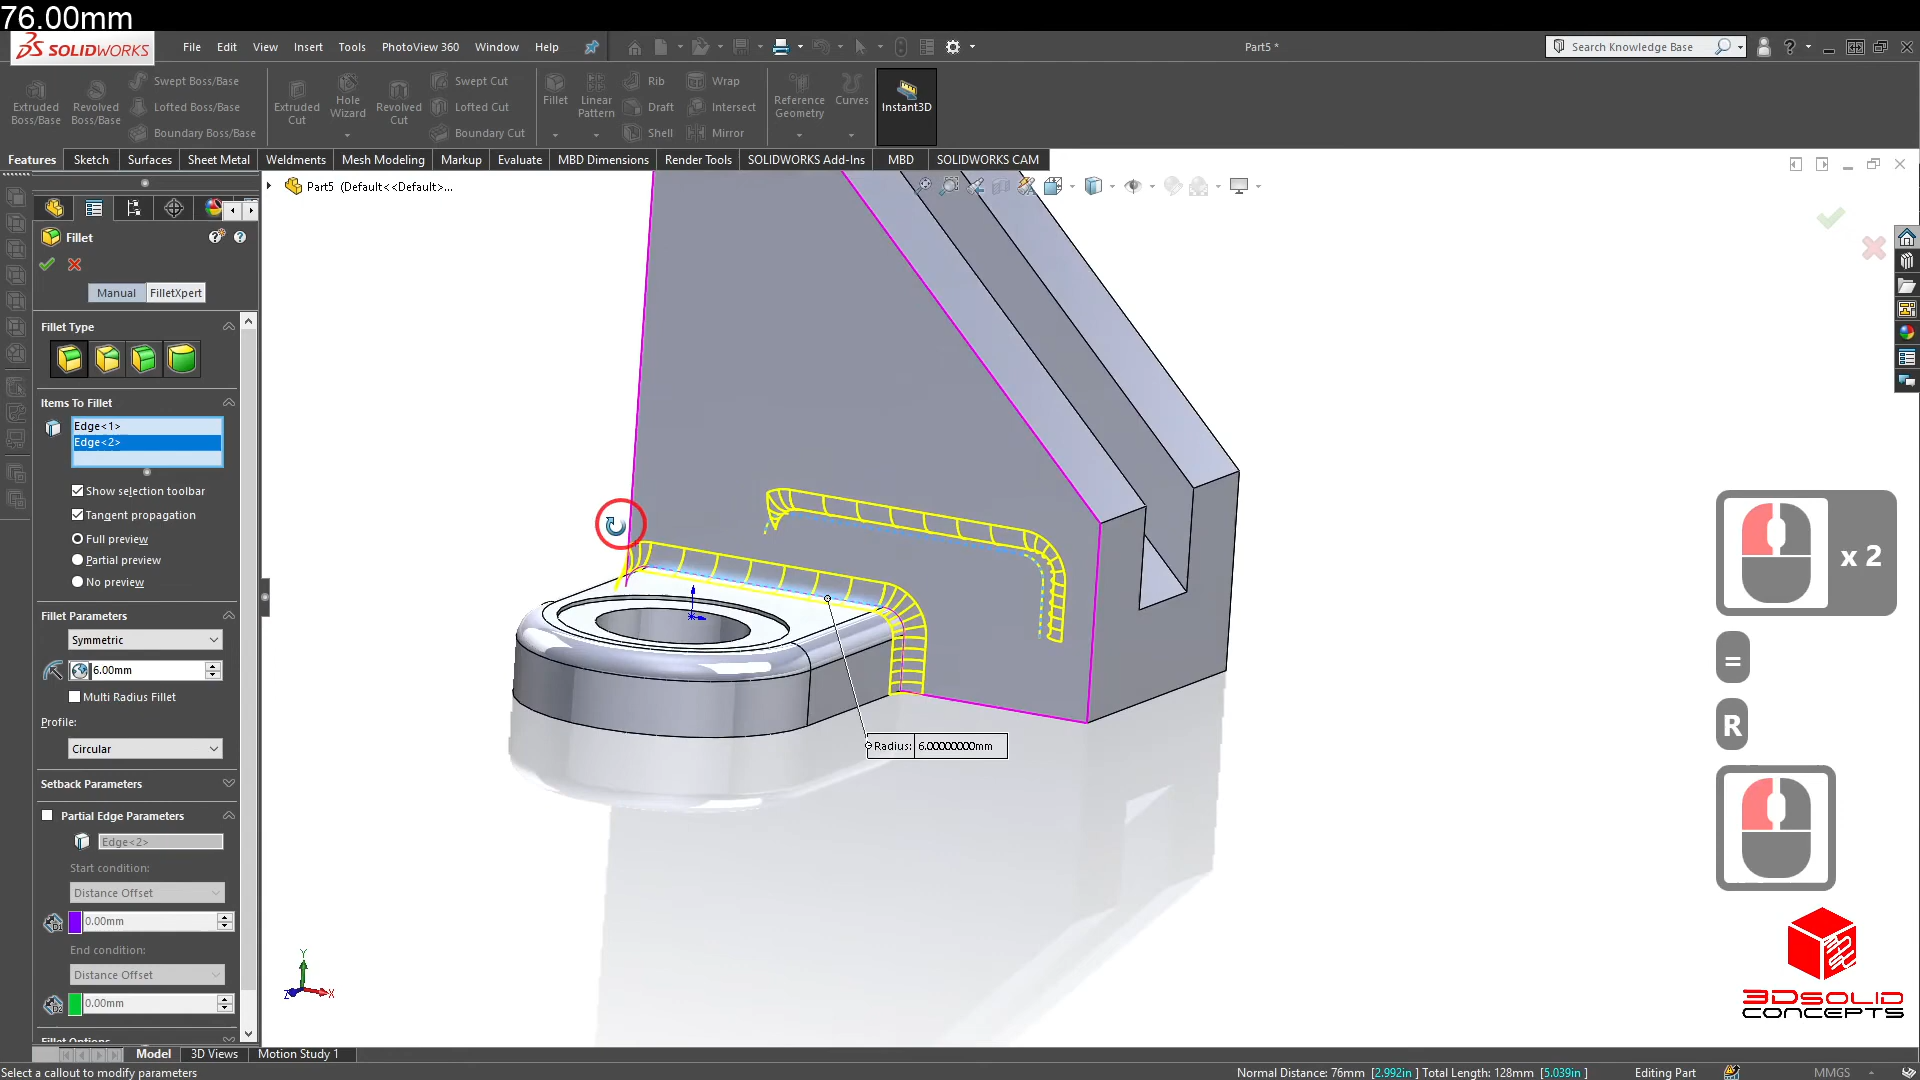 76.00mm
SOLIDWORKS File Edit View Insert Tools PhotoView 360 Window Help Part5 * Search Knowledge Base ?
Extruded Boss/Base Revolved Boss/Base Swept Boss/Base Lofted Boss/Base Boundary Boss/Base Extruded Cut Hole Wizard Revolved Cut Swept Cut Lofted Cut Boundary Cut Fillet Linear Pattern Rib Draft Shell Wrap Intersect Mirror Reference Geometry Curves Instant3D
Features Sketch Surfaces Sheet Metal Weldments Mesh Modeling Markup Evaluate MBD Dimensions Render Tools SOLIDWORKS Add-Ins MBD SOLIDWORKS CAM
Part5 (Default<<Default>...
Fillet
Manual FilletXpert
Fillet Type
Items To Fillet
Edge<1>
Edge<2>
Show selection toolbar
Tangent propagation
Full preview
Partial preview
No preview
Fillet Parameters
Symmetric
6.00mm
Multi Radius Fillet
Profile:
Circular
Setback Parameters
Partial Edge Parameters
Edge<2>
Start condition:
Distance Offset
0.00mm
End condition:
Distance Offset
0.00mm
Fillet Options
Radius: 6.00000000mm
Y
Z X
x 2
=
R
3DSOLID
CONCEPTS
Model 3D Views Motion Study 1
Select a callout to modify parameters Normal Distance: 76mm [2.992in ] Total Length: 128mm [5.039in ] Editing Part MMGS